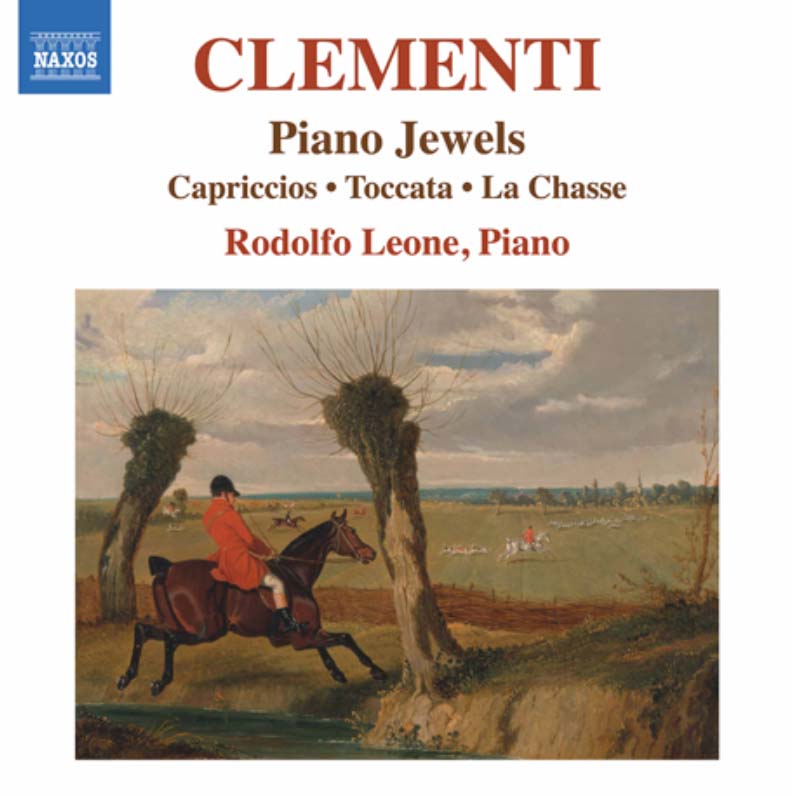 NAXOS
CLEMENTI
Piano Jewels
Capriccios • Toccata • La Chasse
Rodolfo Leone, Piano